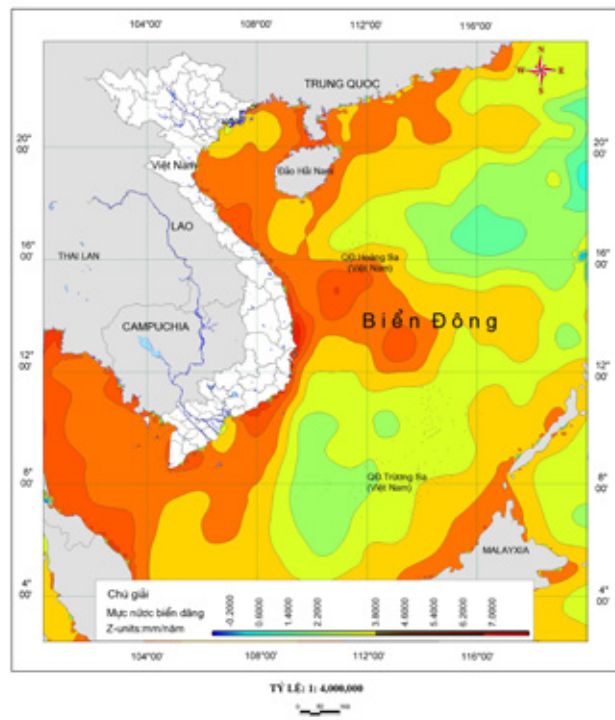 104°00' 108°00' 112°00' 116°00'
N
W E
S
TRUNG QUOC
20°
00'
20°
00'
Việt Nam
Đảo Hải Nam
LAO
THAI LAN
QĐ.Hoàng Sa
(Việt Nam)
16°
00'
16°
00'
Biển Đông
CAMPUCHIA
12°
00'
12°
00'
QĐ.Trường Sa
(Việt Nam)
8°
00'
8°
00'
MALAYXIA
4°
00'
4°
00'
Chú giải
Mực nước biển dâng
Z-units:mm/năm
-0.2000 0.6000 1.4000 2.2000 3.8000 4.6000 5.4000 6.2000 7.0000
104°00' 108°00' 112°00' 116°00'
TỶ LỆ: 1: 4,000,000